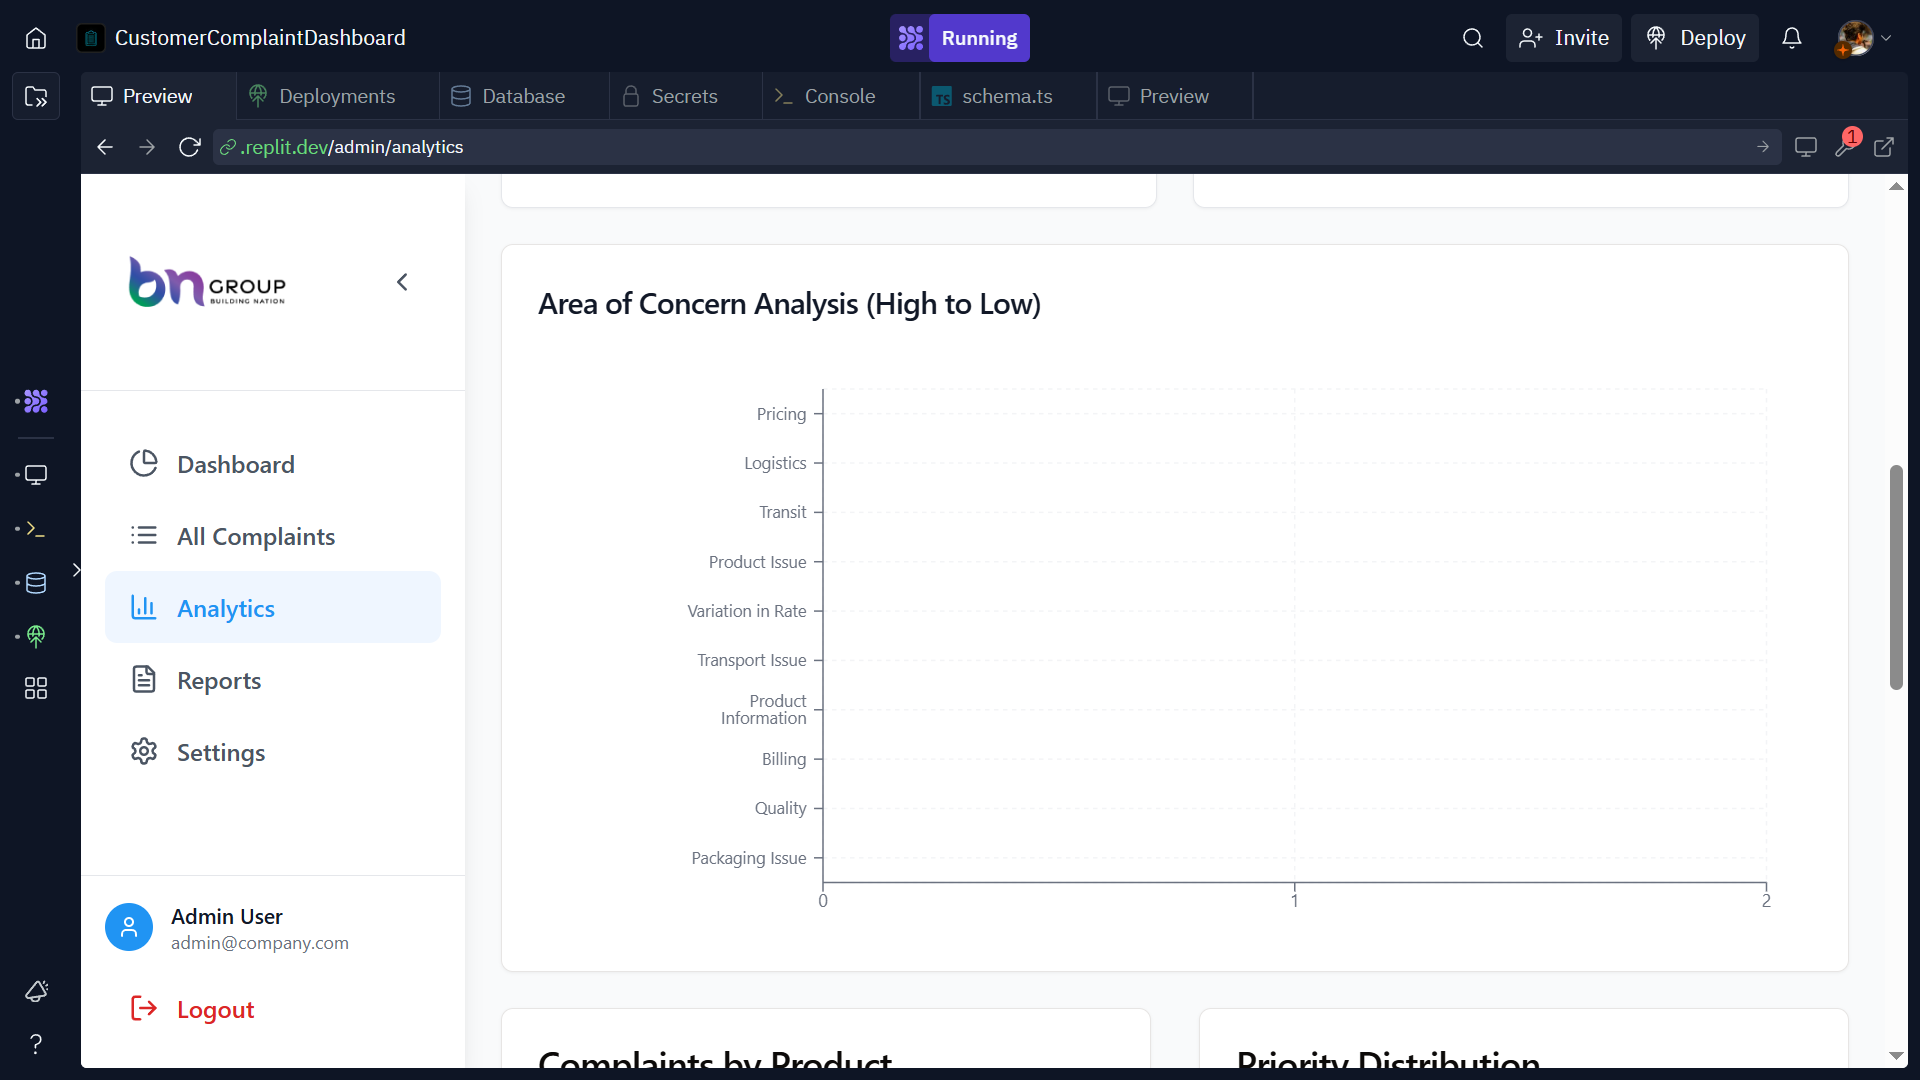 CustomerComplaintDashboard
Running
Invite
Deploy
Preview
Deployments
Database
Secrets
Console
TS schema.ts
Preview
.replit.dev/admin/analytics
1
bn GROUP
BUILDING NATION
Dashboard
All Complaints
Analytics
Reports
Settings
Admin User
admin@company.com
Logout
Area of Concern Analysis (High to Low)
Pricing
Logistics
Transit
Product Issue
Variation in Rate
Transport Issue
Product
Information
Billing
Quality
Packaging Issue
0 1 2
Complaints by Product
Priority Distribution